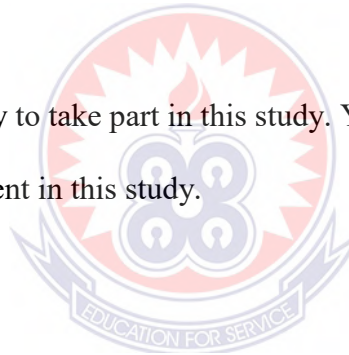 y to take part in this study. Y
ent in this study.
EDUCATION FOR SERVICE